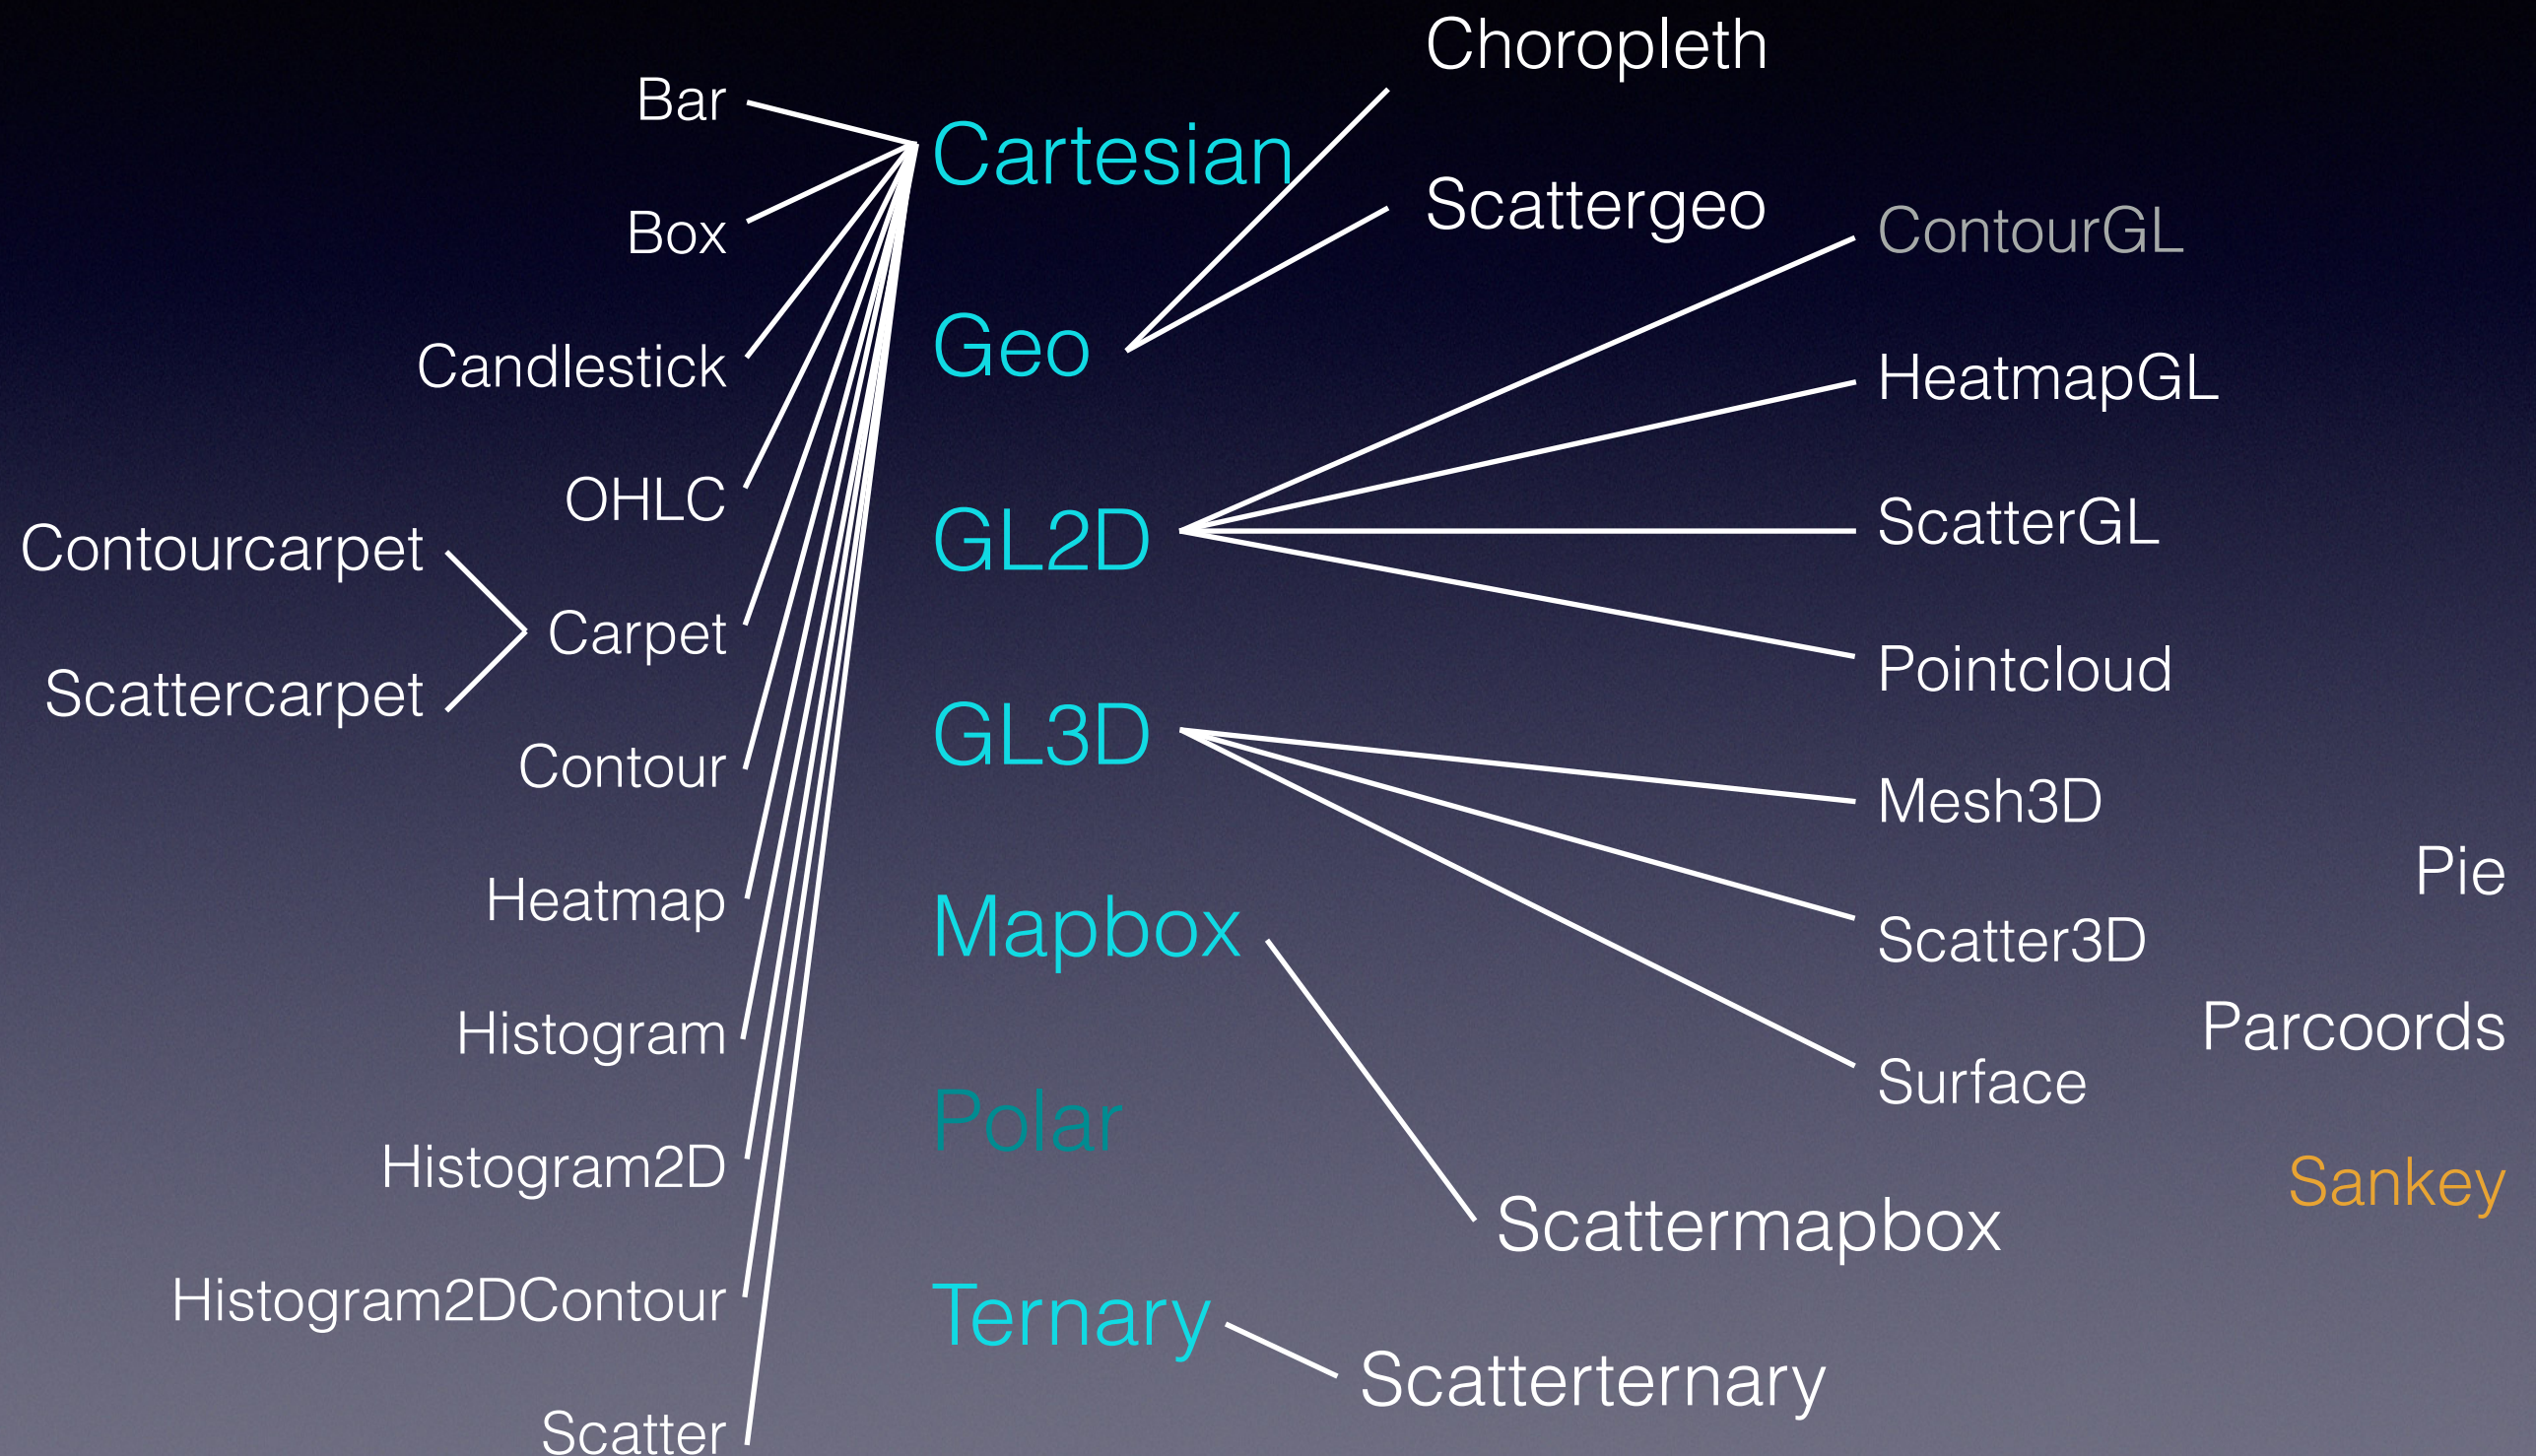 Bar
Box
Candlestick
OHLC
Contourcarpet
Carpet
Scattercarpet
Contour
Heatmap
Histogram
Histogram2D
Histogram2DContour
Scatter
Cartesian
Geo
GL2D
GL3D
Mapbox
Polar
Ternary
Choropleth
Scattergeo
ContourGL
HeatmapGL
ScatterGL
Pointcloud
Mesh3D
Scatter3D
Surface
Scattermapbox
Scatterternary
Pie
Parcoords
Sankey